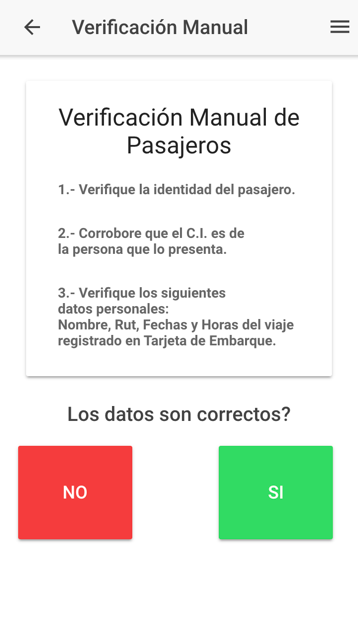 Verificación Manual
Verificación Manual de
Pasajeros
1.- Verifique la identidad del pasajero.
2.- Corrobore que el C.I. es de
la persona que lo presenta.
3.- Verifique los siguientes
datos personales:
Nombre, Rut, Fechas y Horas del viaje
registrado en Tarjeta de Embarque.
Los datos son correctos?
NO
SI